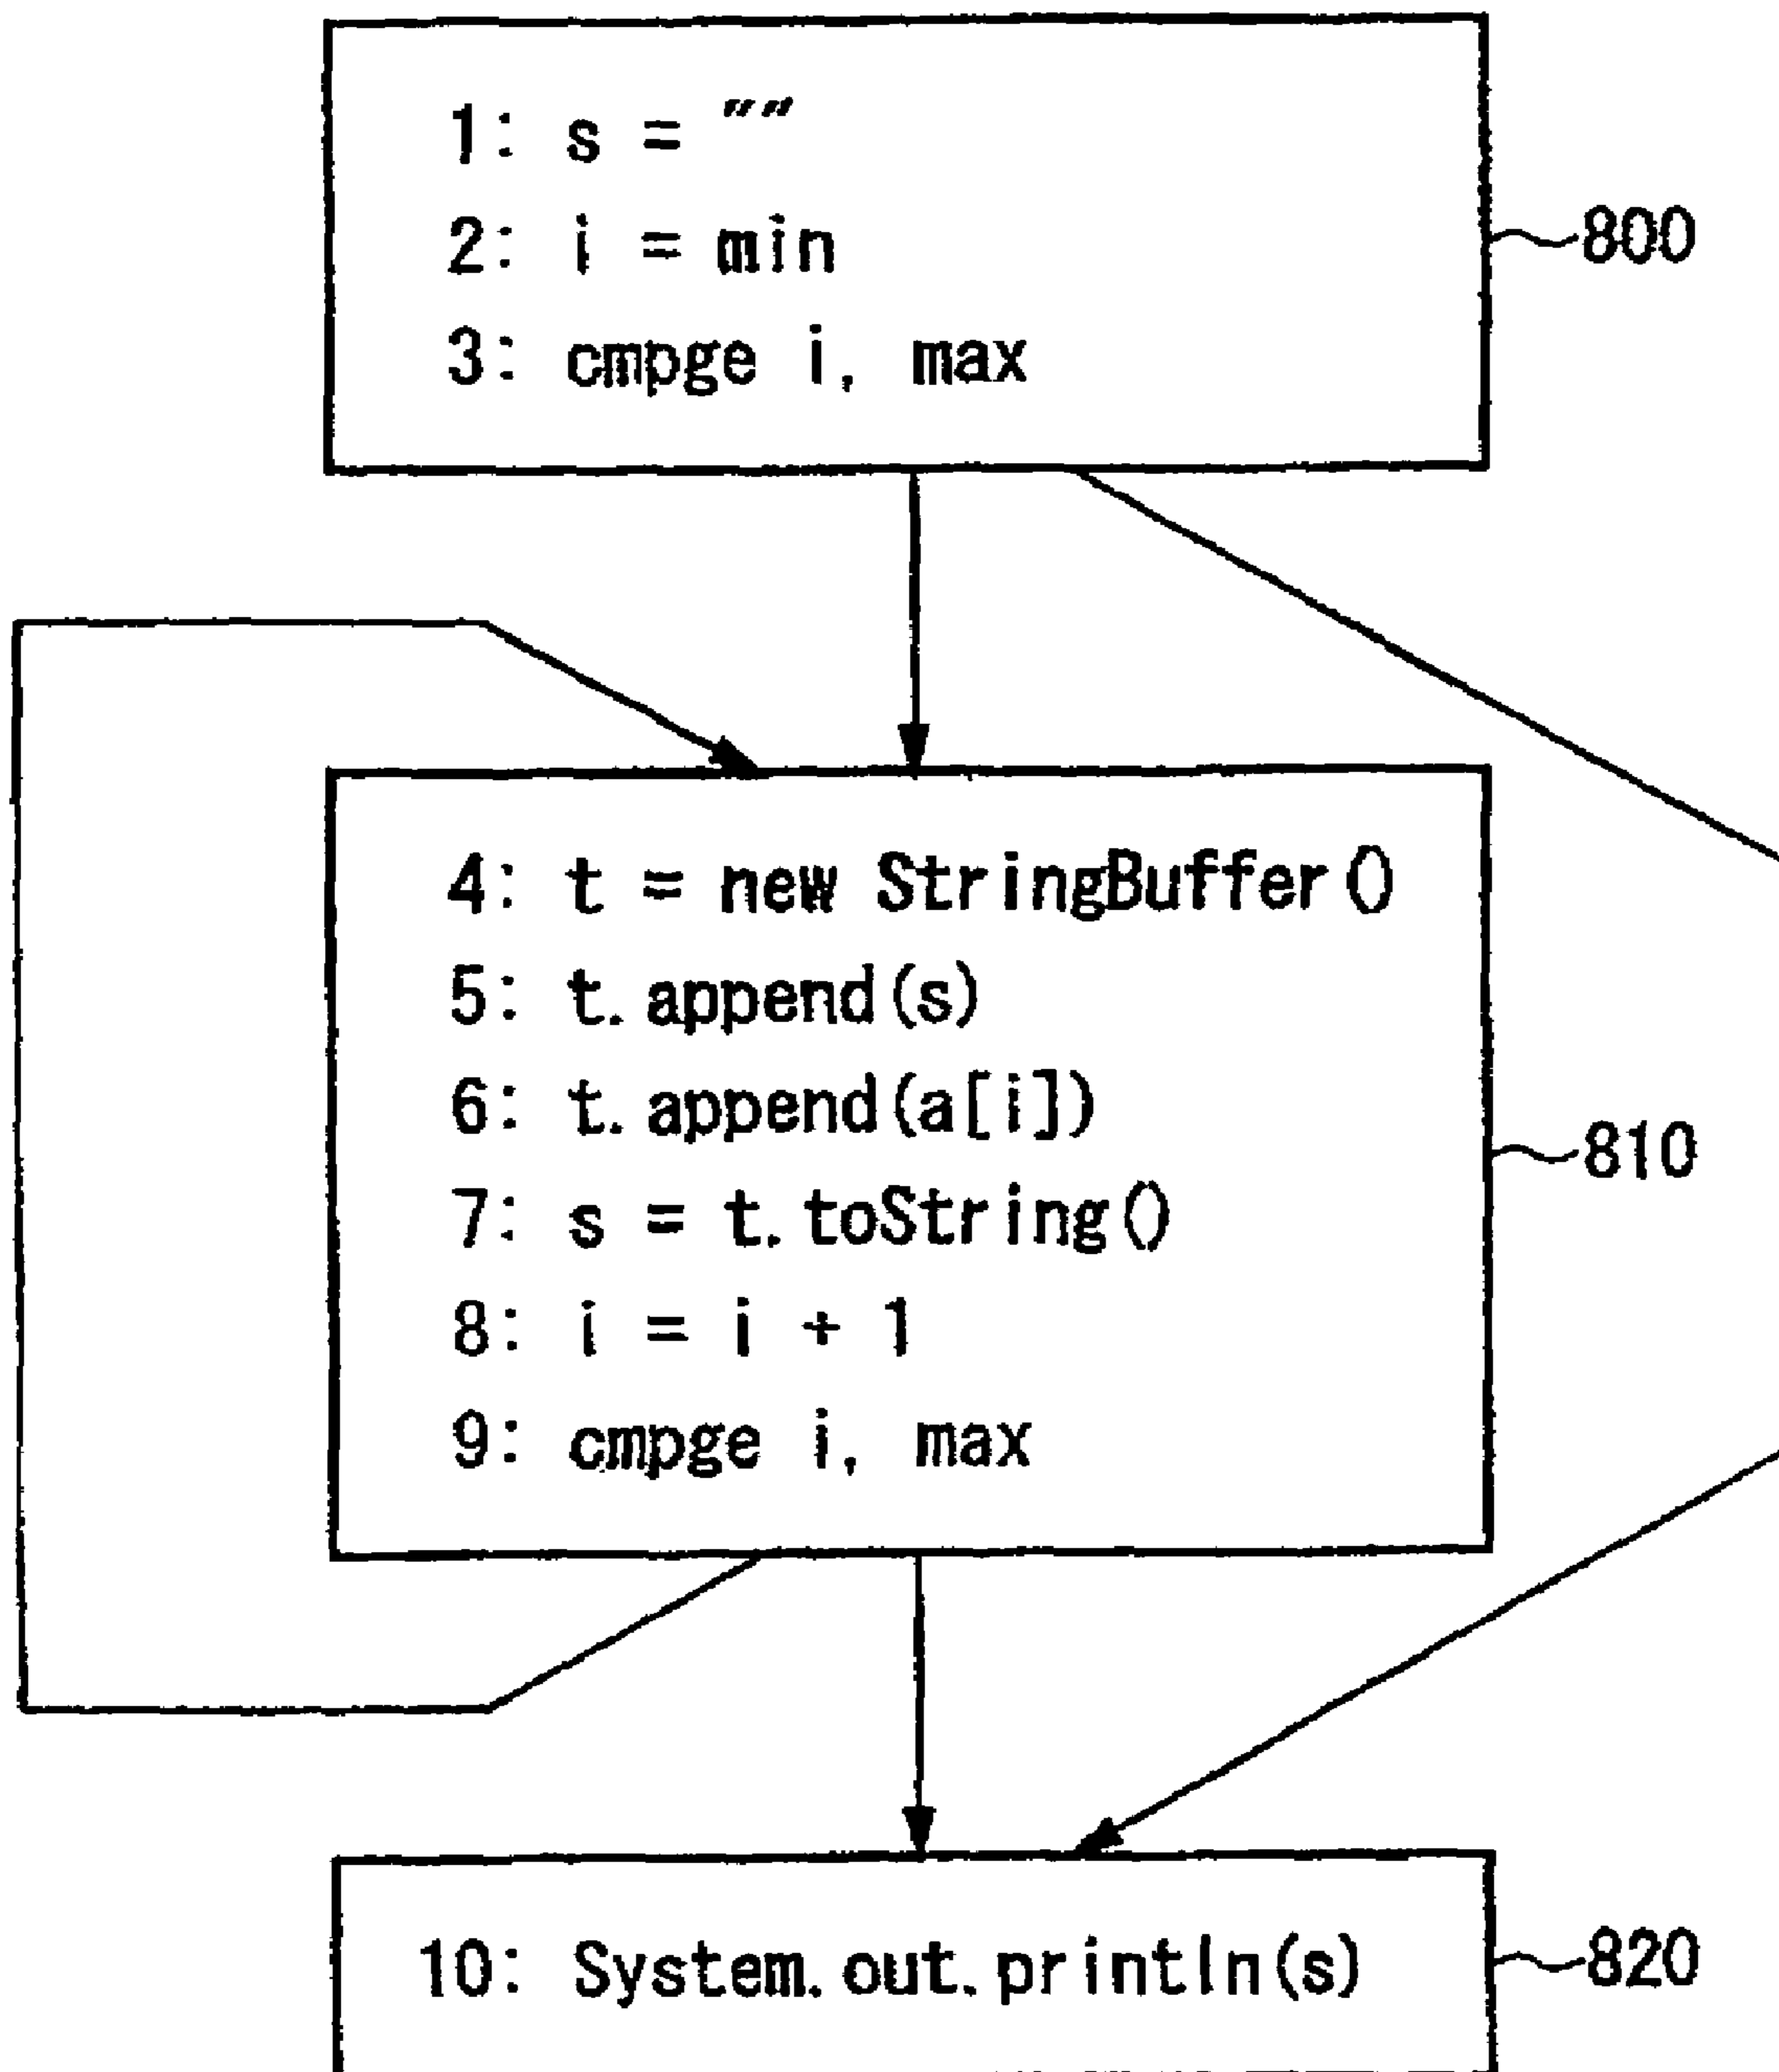 1: s = ""
2: i = min
3: cmpge i, max
800
4: t = new StringBuffer()
5: t.append(s)
6: t.append(a[i])
7: s = t.toString()
8: i = i + 1
9: cmpge i, max
810
10: System.out.println(s)
820